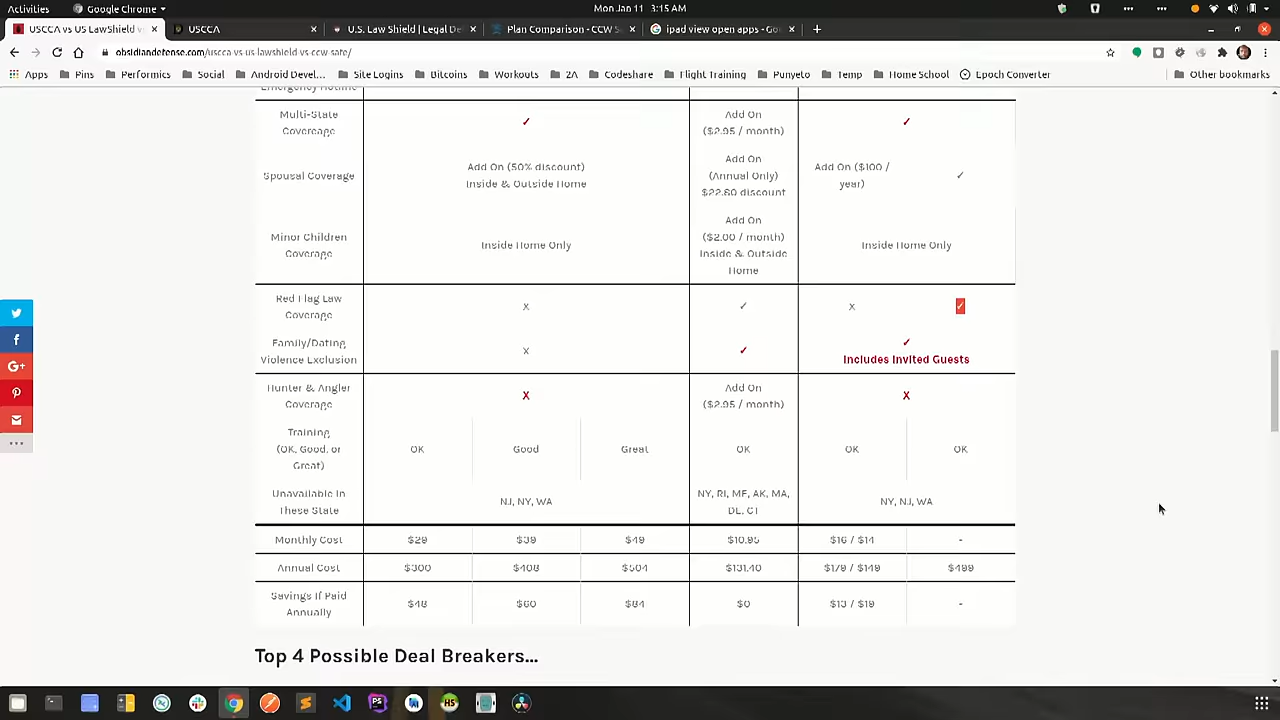 Activities
Google Chrome
Mon Jan 11 3:15 AM
USCCA vs US LawShield v
USCCA
U.S. Law Shield | Legal De
Plan Comparison - CCW S
ipad view open apps - Go
obsidiandefense.com/uscca-vs-us-lawshield-vs-ccw-safe/
Apps
Pins
Performics
Social
Android Devel...
Site Logins
Bitcoins
Workouts
2A
Codeshare
Flight Training
Punyeto
Temp
Home School
Epoch Converter
Other bookmarks
Emergency Hotline
Multi-State
Covereage
✓
Add On
($2.95 / month)
✓
Spousal Coverage
Add On (50% discount)
Inside & Outside Home
Add On
(Annual Only)
$22.80 discount
Add On ($100 /
year)
✓
Minor Children
Coverage
Inside Home Only
Add On
($2.00 / month)
Inside & Outside
Home
Inside Home Only
Red Flag Law
Coverage
X
✓
X
✓
Family/Dating
Violence Exclusion
X
✓
✓
Includes Invited Guests
Hunter & Angler
Coverage
X
Add On
($2.95 / month)
X
Training
(OK, Good, or
Great)
OK
Good
Great
OK
OK
OK
Unavailable In
These State
NJ, NY, WA
NY, RI, ME, AK, MA,
DE, CT
NY, NJ, WA
Monthly Cost
$29
$39
$49
$10.95
$16 / $14
-
Annual Cost
$300
$408
$504
$131.40
$179 / $149
$499
Savings If Paid
Annually
$48
$60
$84
$0
$13 / $19
-
Top 4 Possible Deal Breakers...